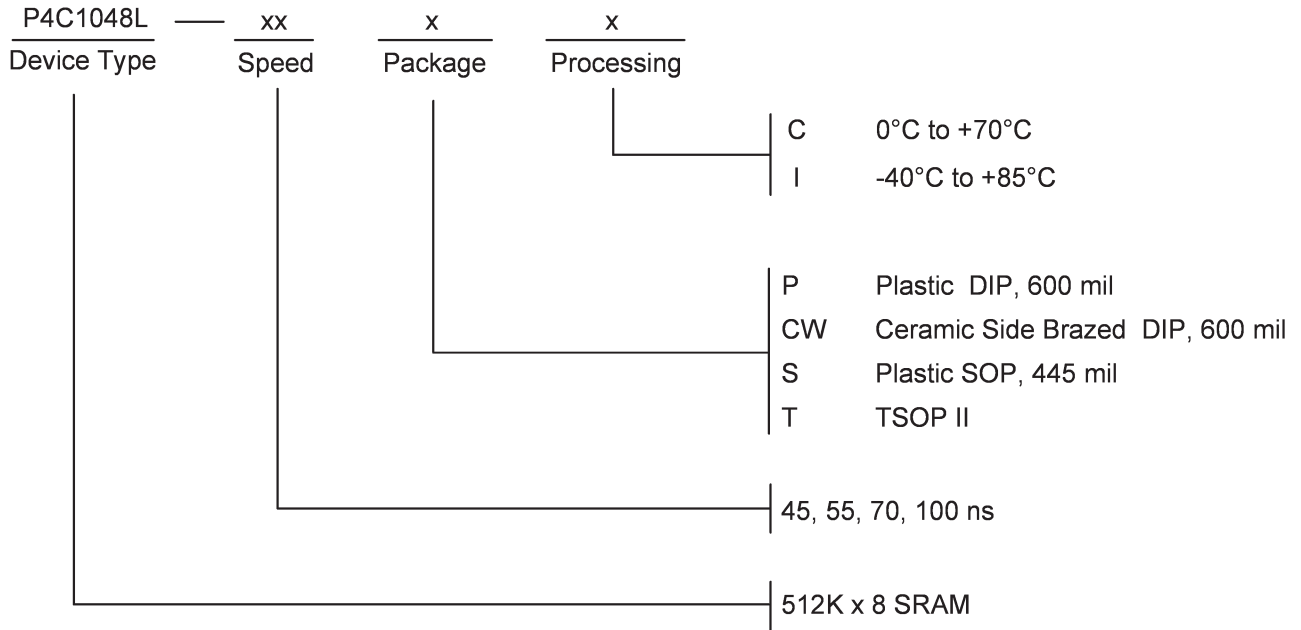 P4C1048L — xx x x
Device Type Speed Package Processing
C 0°C to +70°C
I -40°C to +85°C
P Plastic DIP, 600 mil
CW Ceramic Side Brazed DIP, 600 mil
S Plastic SOP, 445 mil
T TSOP II
45, 55, 70, 100 ns
512K x 8 SRAM